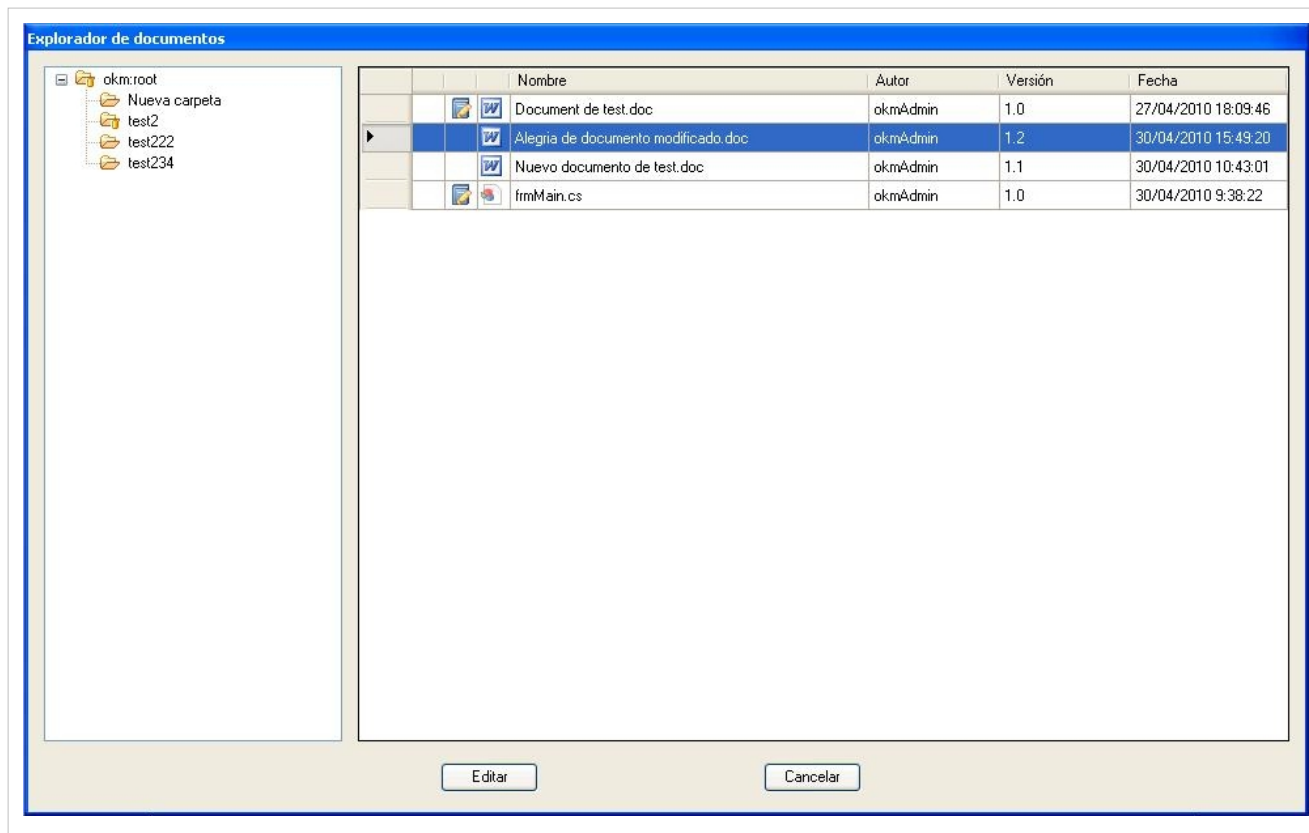 Explorador de documentos
okm:root
Nueva carpeta
test2
test222
test234
Nombre Autor Versión Fecha
Document de test.doc okmAdmin 1.0 27/04/2010 18:09:46
Alegria de documento modificado.doc okmAdmin 1.2 30/04/2010 15:49:20
Nuevo documento de test.doc okmAdmin 1.1 30/04/2010 10:43:01
frmMain.cs okmAdmin 1.0 30/04/2010 9:38:22
Editar Cancelar